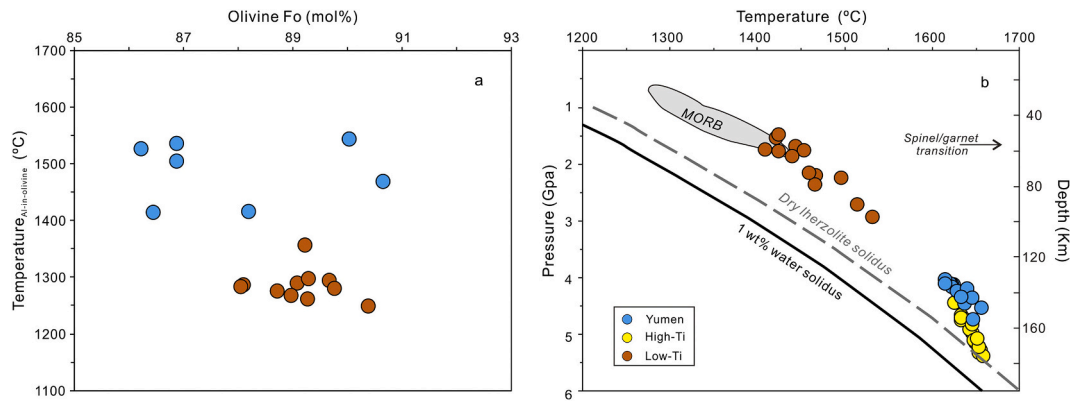 Olivine Fo (mol%)
85 87 89 91 93
1700
1600
1500
1400
1300
1200
1100
Temperature Al-in-olivine (ºC)
a
Temperature (ºC)
1200 1300 1400 1500 1600 1700
1
2
3
4
5
6
Pressure (Gpa)
b
MORB
Spinel/garnet
transition
Dry lherzolite solidus
1 wt% water solidus
Yumen
High-Ti
Low-Ti
40
80
120
160
Depth (Km)